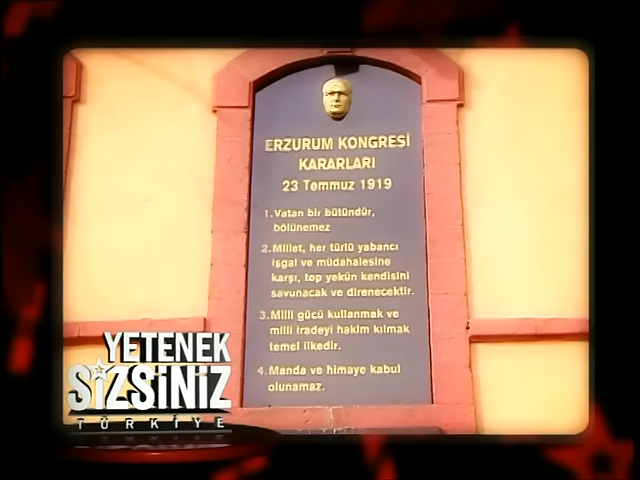 ERZURUM KONGRESİ
KARARLARI
23 Temmuz 1919
1. Vatan bir bütündür,
bölünemez
2. Millet, her türlü yabancı
işgal ve müdahalesine
karşı, top yekün kendisini
savunacak ve direnecektir.
3. Milli gücü kullanmak ve
milli iradeyi hakim kılmak
temel ilkedir.
4. Manda ve himaye kabul
olunamaz.
YETENEK
SİZSİNİZ
TÜRKİYE